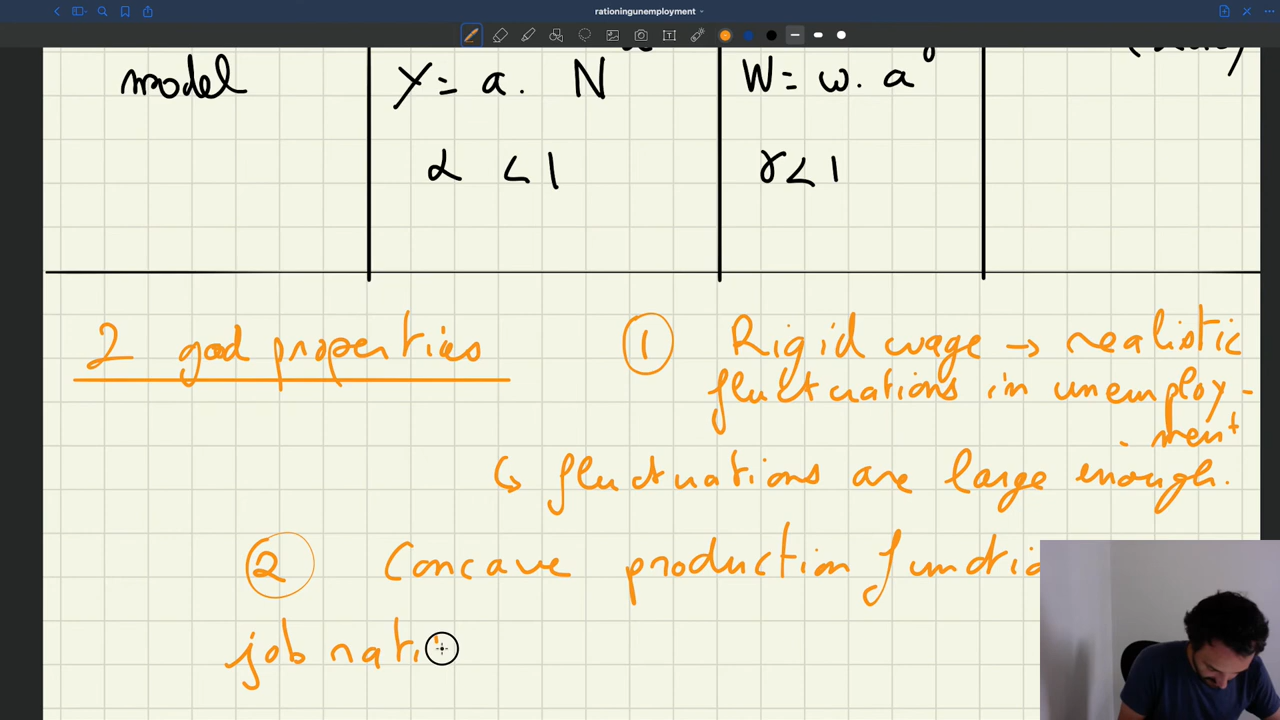 rationingunemployment
model
Y = a. N
W = ω. a
α < 1
γ < 1
2 good properties
① Rigid wage → realistic
fluctuations in unemploy -
- ment
↳ fluctuations are large enough.
② Concave production
job rati